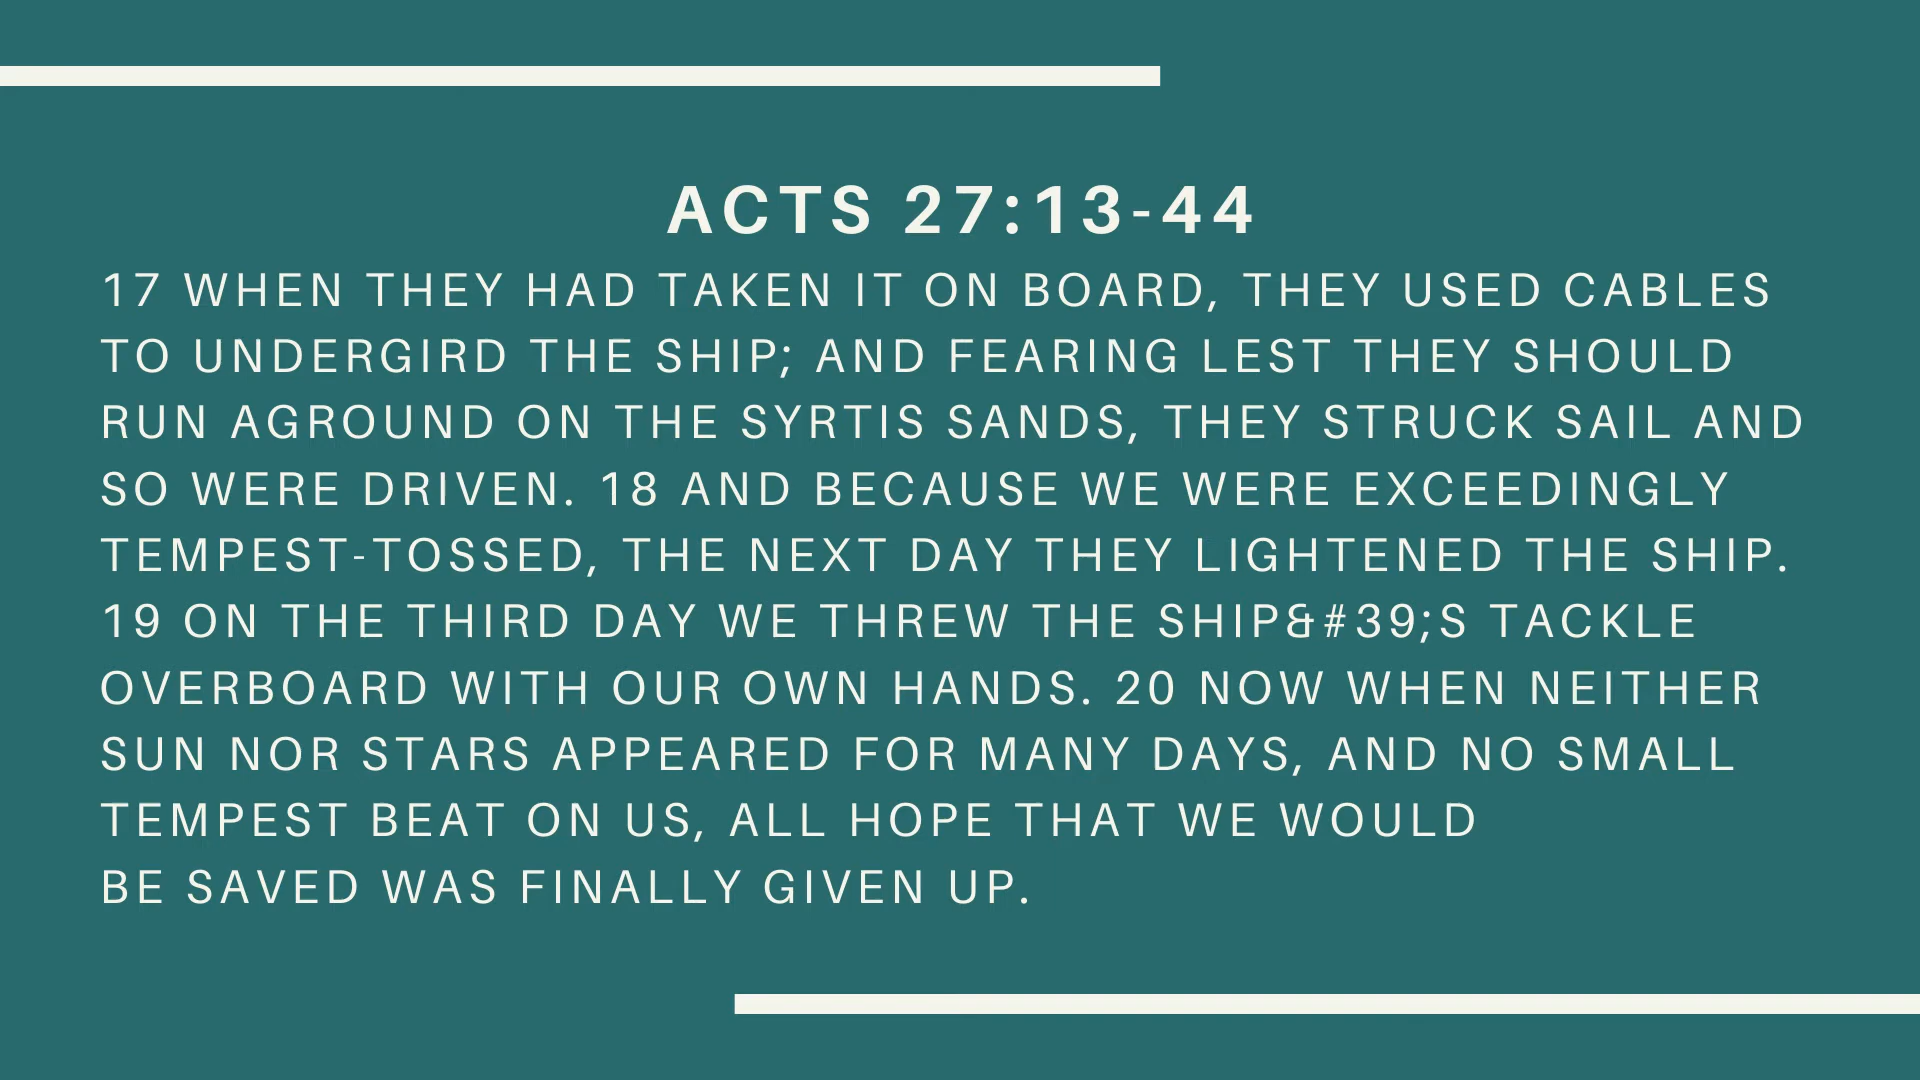 ACTS 27:13-44
17 WHEN THEY HAD TAKEN IT ON BOARD, THEY USED CABLES
TO UNDERGIRD THE SHIP; AND FEARING LEST THEY SHOULD
RUN AGROUND ON THE SYRTIS SANDS, THEY STRUCK SAIL AND
SO WERE DRIVEN. 18 AND BECAUSE WE WERE EXCEEDINGLY
TEMPEST-TOSSED, THE NEXT DAY THEY LIGHTENED THE SHIP.
19 ON THE THIRD DAY WE THREW THE SHIP&#39;S TACKLE
OVERBOARD WITH OUR OWN HANDS. 20 NOW WHEN NEITHER
SUN NOR STARS APPEARED FOR MANY DAYS, AND NO SMALL
TEMPEST BEAT ON US, ALL HOPE THAT WE WOULD
BE SAVED WAS FINALLY GIVEN UP.